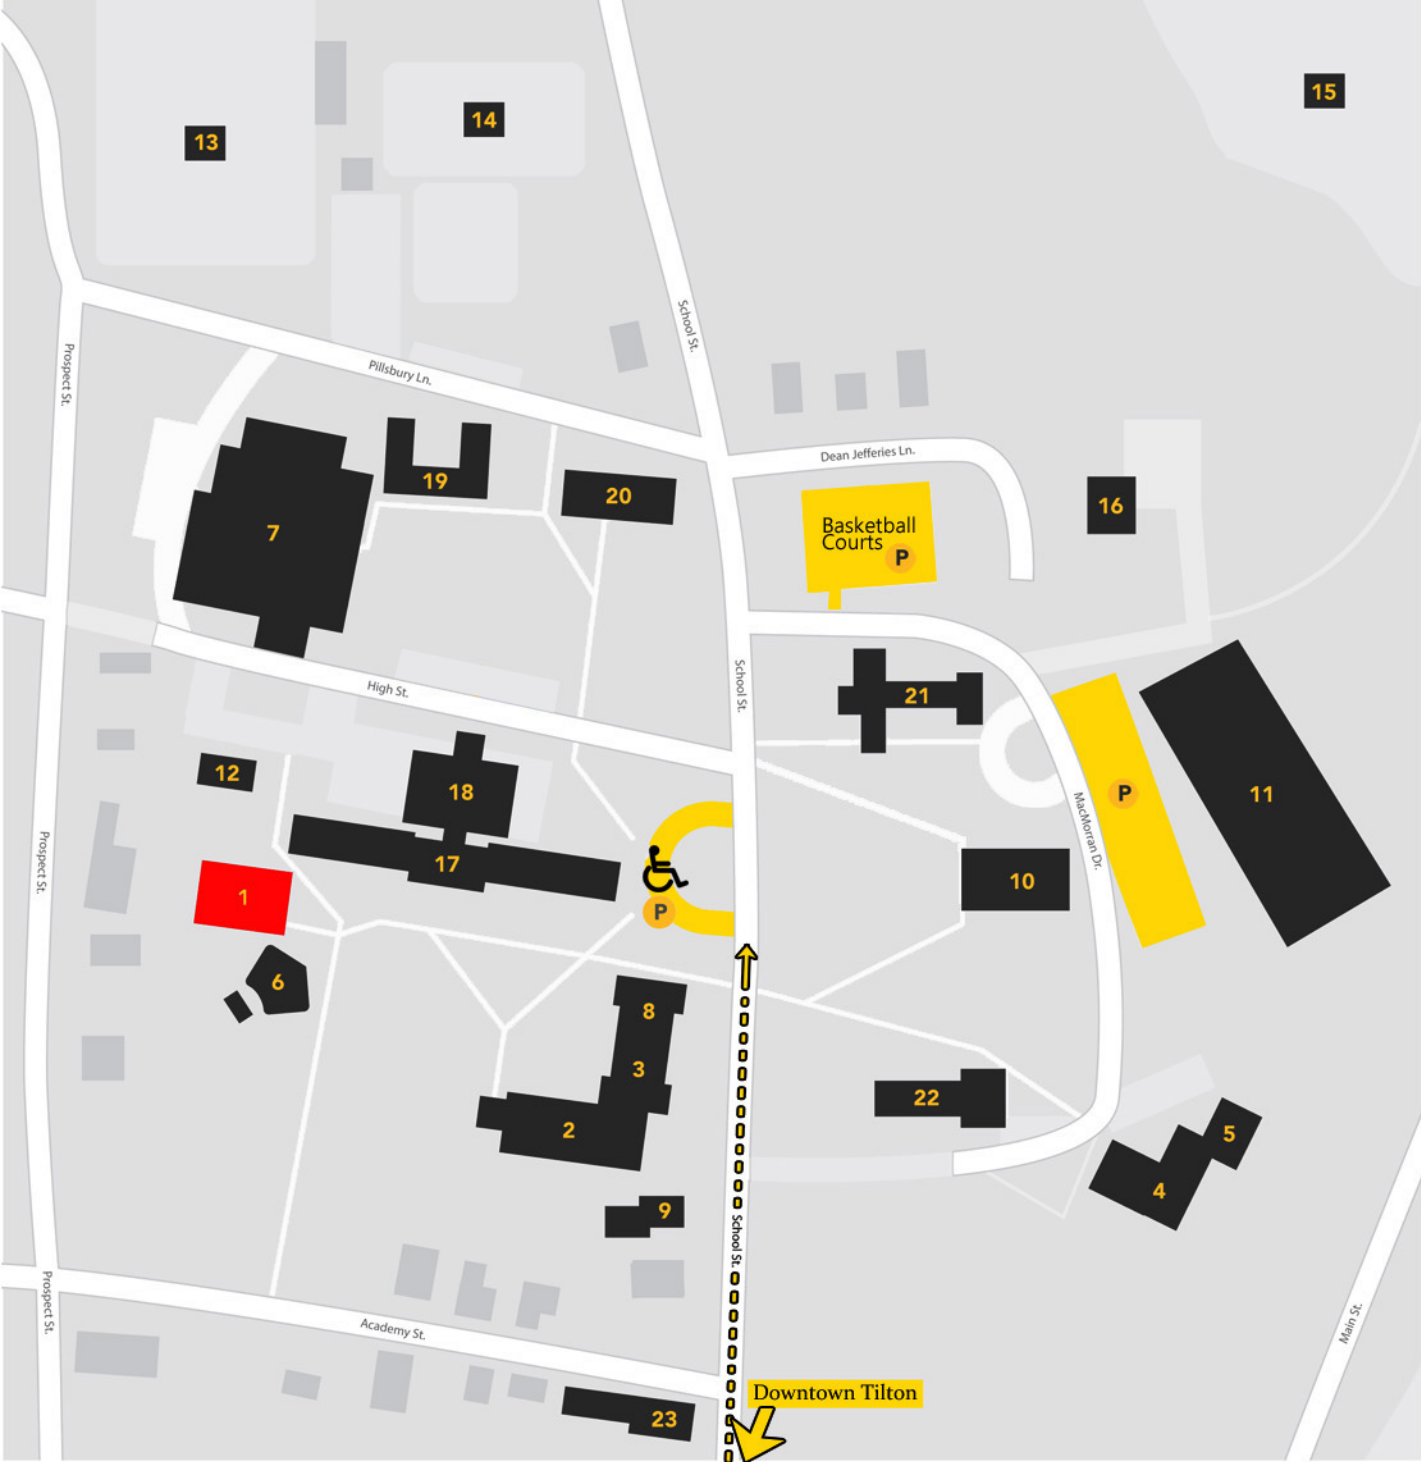 15
14
13
School St.
Prospect St.
Pillsbury Ln.
Dean Jefferies Ln.
19
20
16
Basketball
Courts
P
7
School St.
High St.
21
12
18
P
11
MacMorran Dr.
Prospect St.
17
10
1
P
6
8
3
22
2
5
4
9
School St.
Prospect St.
Academy St.
Main St.
Downtown Tilton
23